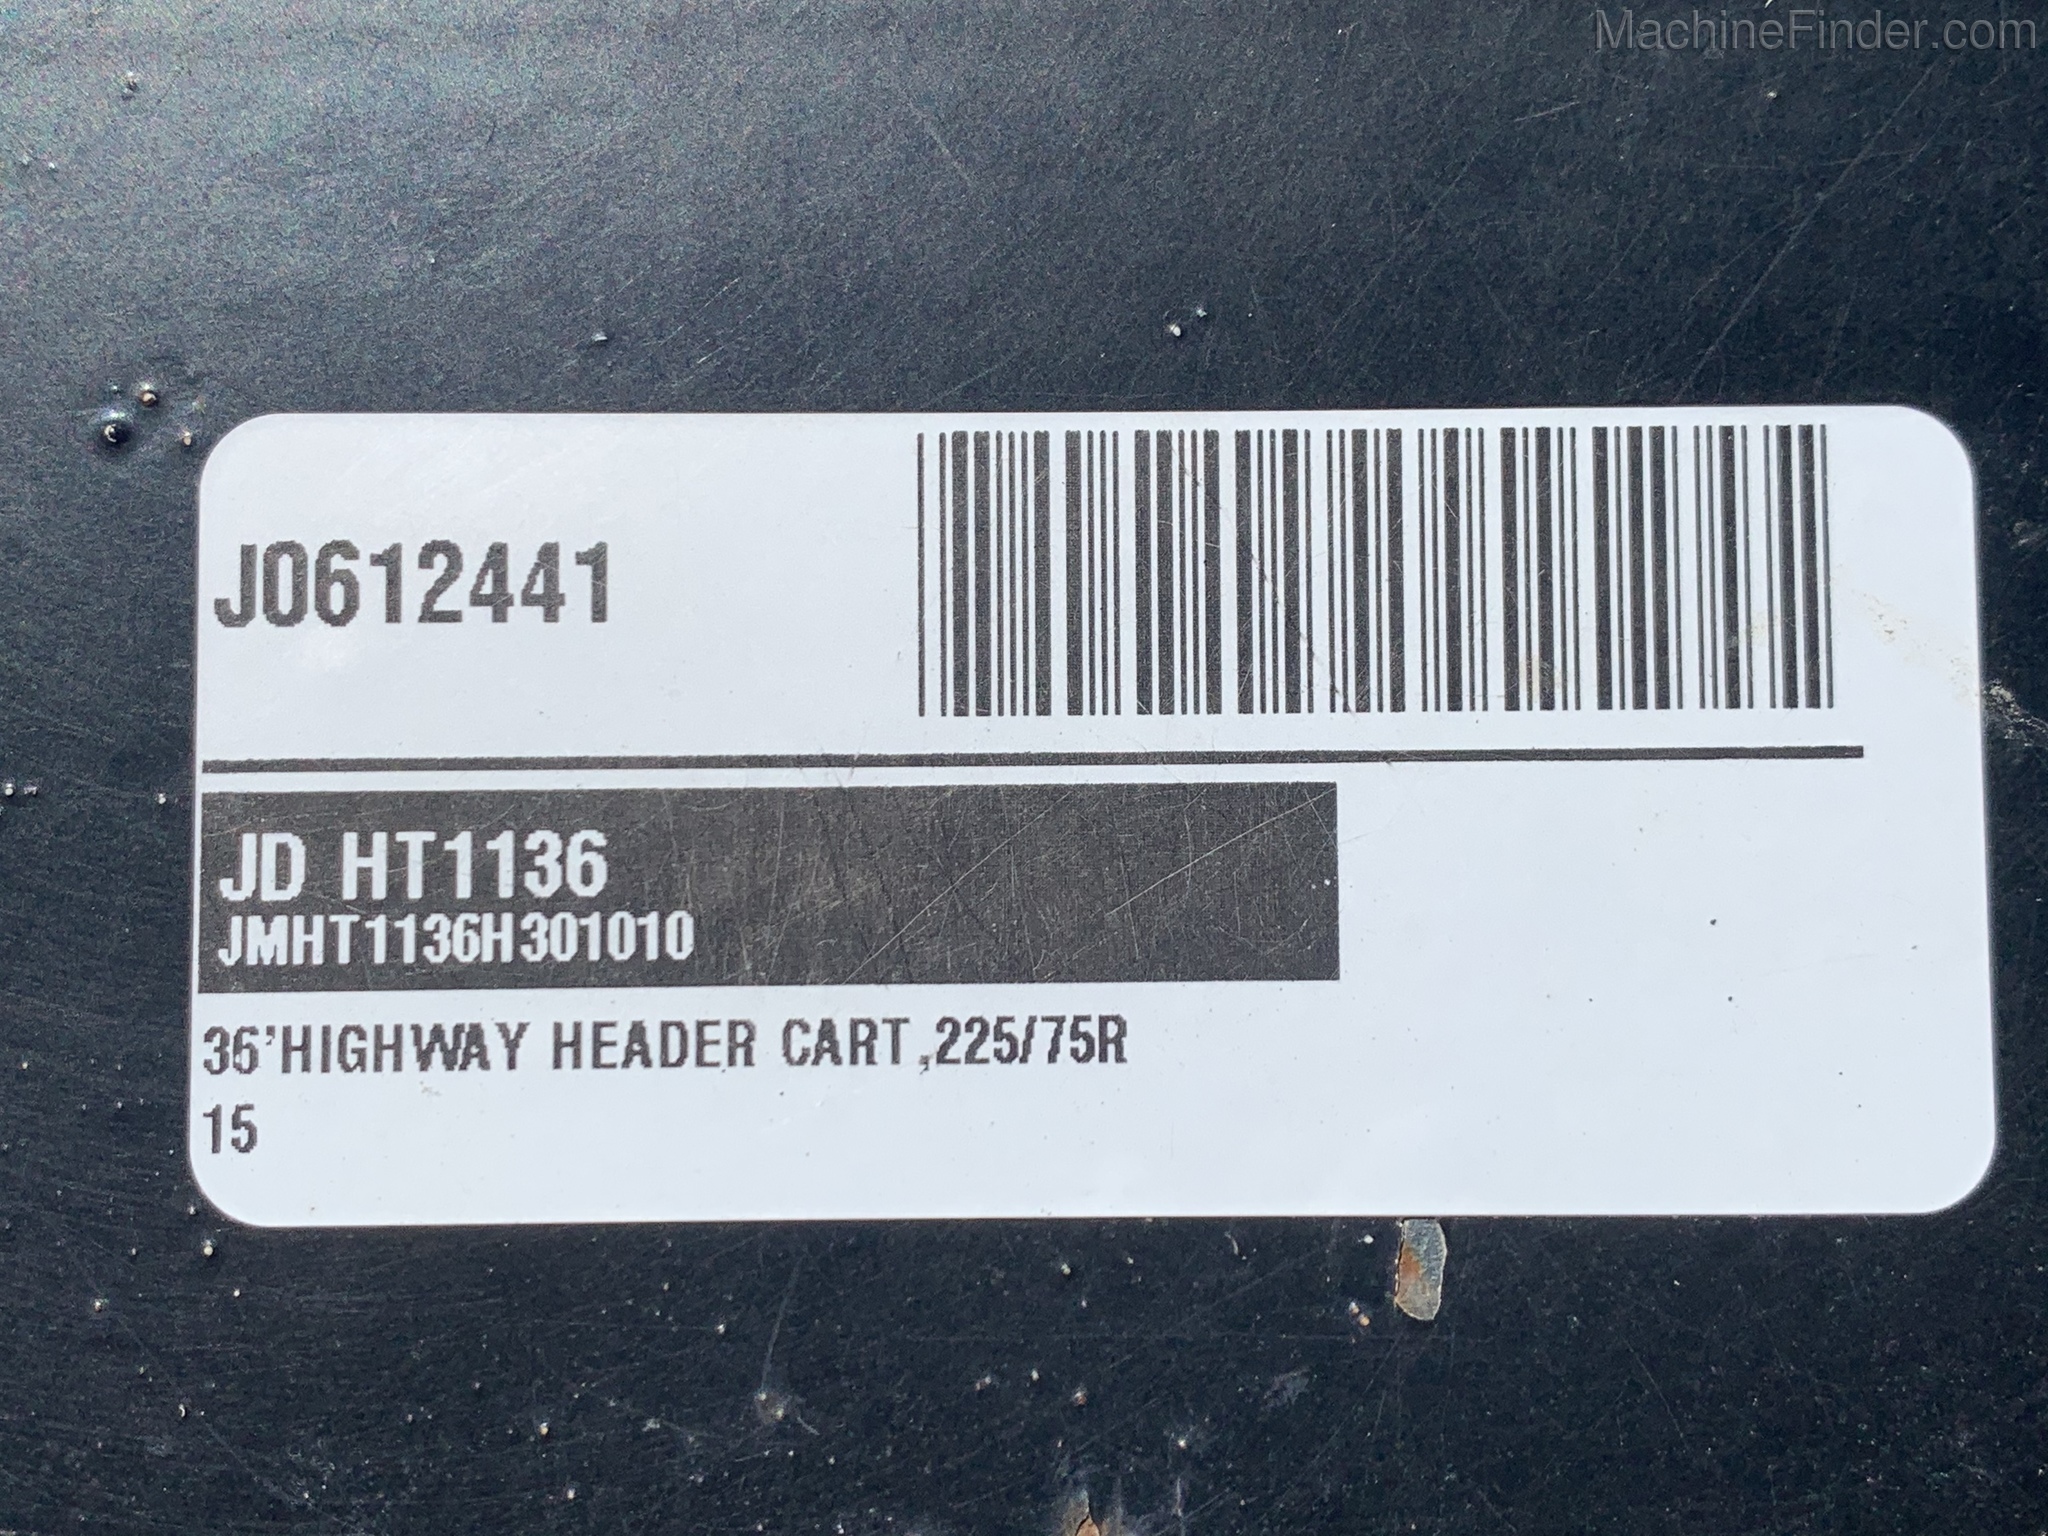 MachineFinder.com
J0612441
JD HT1136
JMHT1136H301010
36'HIGHWAY HEADER CART,225/75R
15